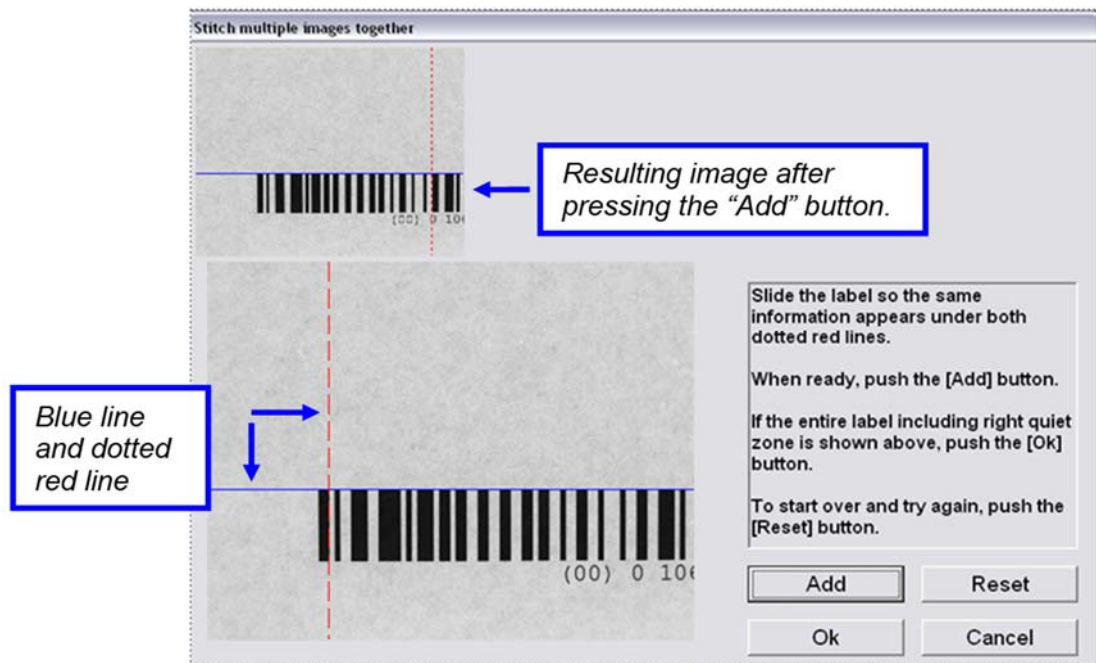 Stitch multiple images together
(00) 0 106
Resulting image after
pressing the “Add” button.
Blue line
and dotted
red line
(00) 0 106
Slide the label so the same
information appears under both
dotted red lines.
When ready, push the [Add] button.
If the entire label including right quiet
zone is shown above, push the [Ok]
button.
To start over and try again, push the
[Reset] button.
Add
Reset
Ok
Cancel